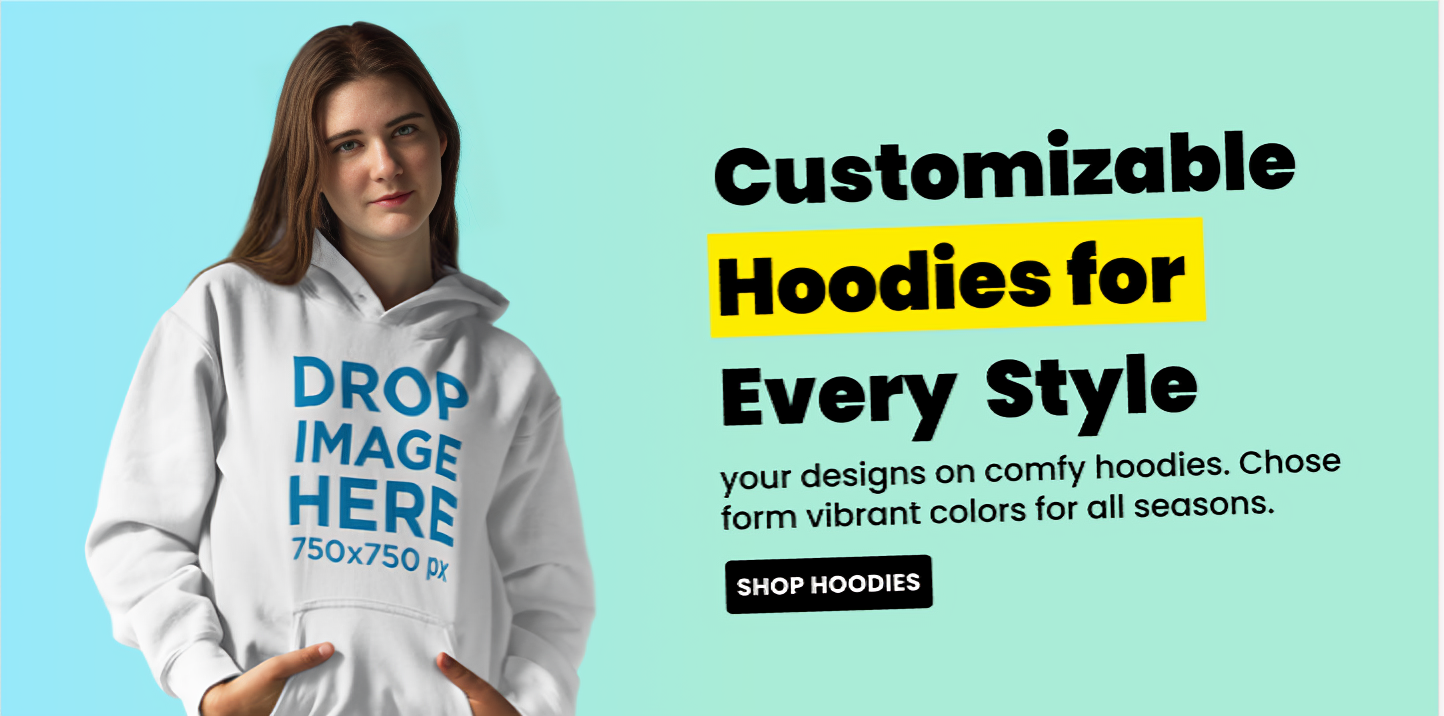 DROP
IMAGE
HERE
750x750 px
Customizable
Hoodies for
Every Style
your designs on comfy hoodies. Chose
form vibrant colors for all seasons.
SHOP HOODIES